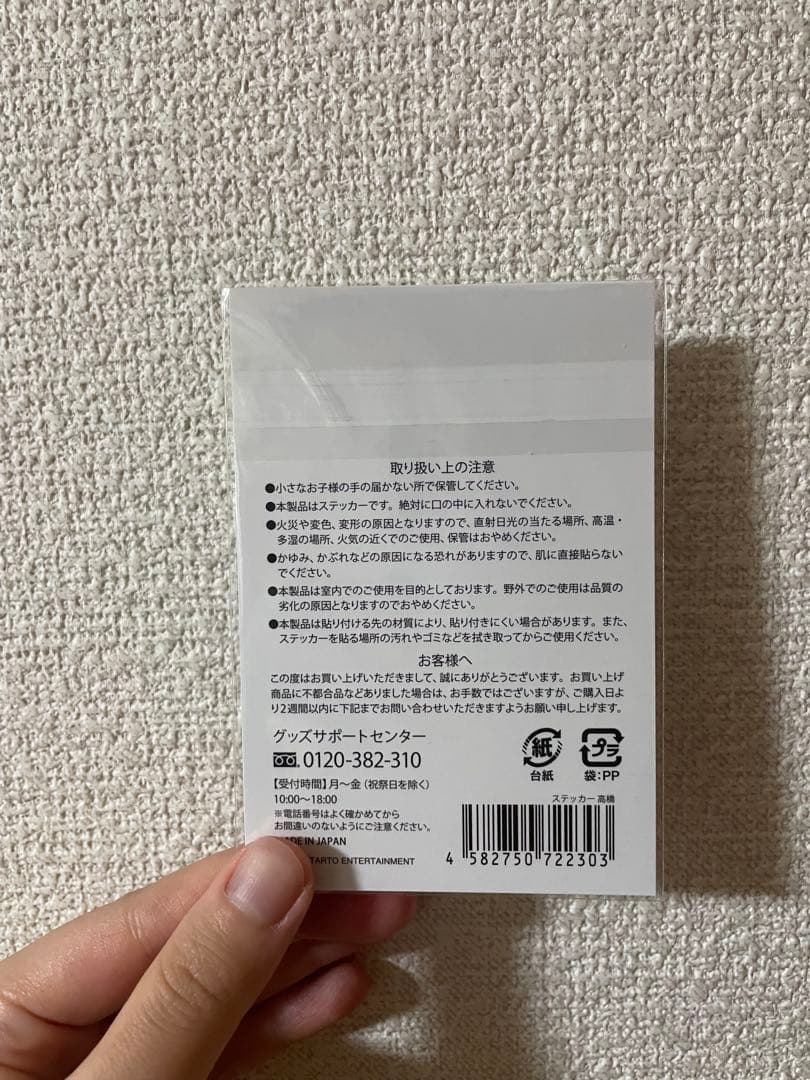 取り扱い上の注意
●小さなお子様の手の届かない所で保管してください。
●本製品はステッカーです。絶対に口の中に入れないでください。
●火災や変色、変形の原因となりますので、直射日光の当たる場所、高温・
多湿の場所、火気の近くでのご使用、保管はおやめください。
●かゆみ、かぶれなどの原因になる恐れがありますので、肌に直接貼らない
でください。
●本製品は室内でのご使用を目的としております。野外でのご使用は品質の
劣化の原因となりますのでおやめください。
●本製品は貼り付ける先の材質により、貼り付きにくい場合があります。また、
ステッカーを貼る場所の汚れやゴミなどを拭き取ってからご使用ください。
お客様へ
この度はお買い上げいただきまして、誠にありがとうございます。お買い上げ
商品に不都合品などありました場合は、お手数ではございますが、ご購入日よ
り2週間以内に下記までお問い合わせいただきますようお願い申し上げます。
グッズサポートセンター
0120-382-310
【受付時間】月～金（祝祭日を除く）
10:00～18:00
※電話番号はよく確かめてから
お間違いのないようにご注意ください。
IN JAPAN
ENTERTAINMENT
紙
台紙
プラ
袋:PP
ステッカー 高橋
4 582750 722303